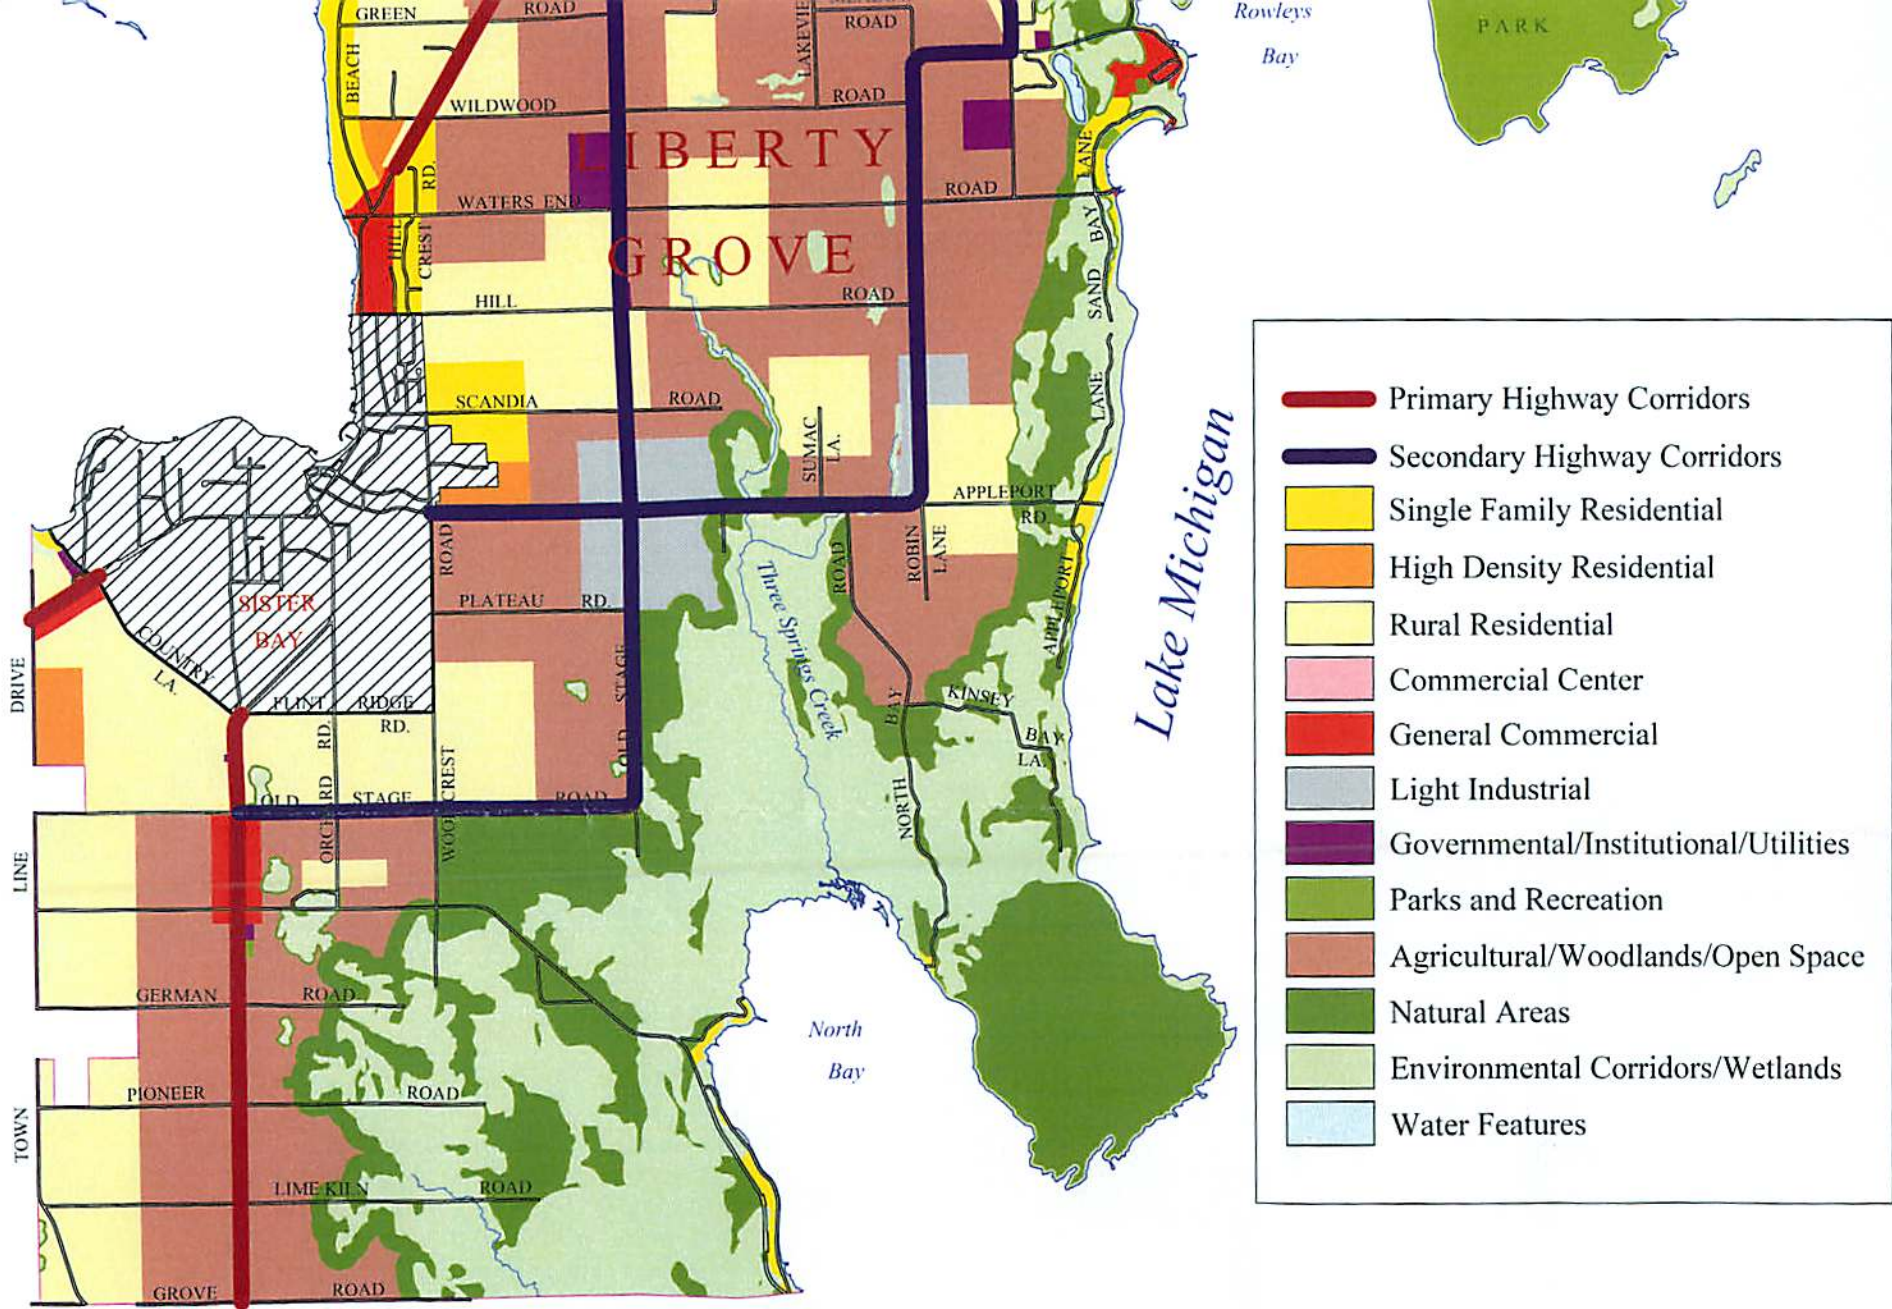 GREEN
ROAD
ROAD
Rowleys
Bay
PARK
BEACH
LAKEVIE
WILDWOOD
ROAD
LIBERTY
LANE
RD.
WATERS END
ROAD
HILL
CREST
GROVE
SAND BAY
HILL
ROAD
LANE
SCANDIA
ROAD
SUMAC
LA.
APPLEPORT
RD.
ROAD
ROAD
ROBIN
LANE
APPLEPORT
PLATEAU RD.
SISTER
BAY
Three Springs Creek
COUNTRY
LA.
STAGE
OLD
DRIVE
FLINT RIDGE
RD.
RD.
BAY
KINSEY
BAY
LA.
Lake Michigan
OLD STAGE ROAD
ORCHARD
WOODCREST
NORTH
LINE
GERMAN ROAD
North
Bay
PIONEER ROAD
TOWN
LIME KILN ROAD
GROVE ROAD
Primary Highway Corridors
Secondary Highway Corridors
Single Family Residential
High Density Residential
Rural Residential
Commercial Center
General Commercial
Light Industrial
Governmental/Institutional/Utilities
Parks and Recreation
Agricultural/Woodlands/Open Space
Natural Areas
Environmental Corridors/Wetlands
Water Features